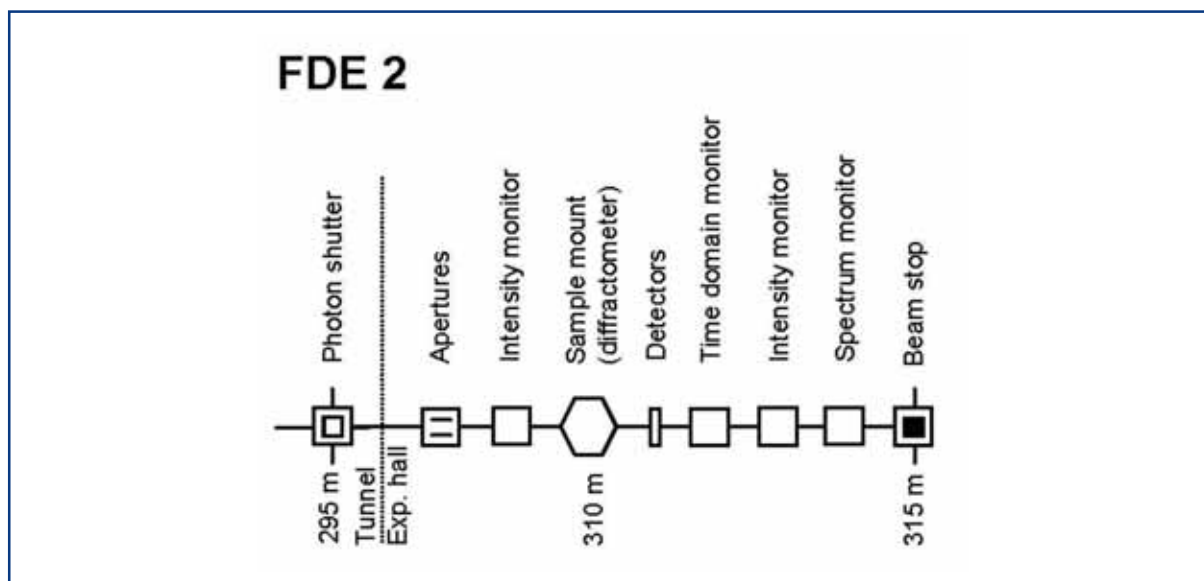 FDE 2
Photon shutter
Apertures
Intensity monitor
Sample mount
(diffractometer)
Detectors
Time domain monitor
Intensity monitor
Spectrum monitor
Beam stop
295 m
Tunnel
Exp. hall
310 m
315 m